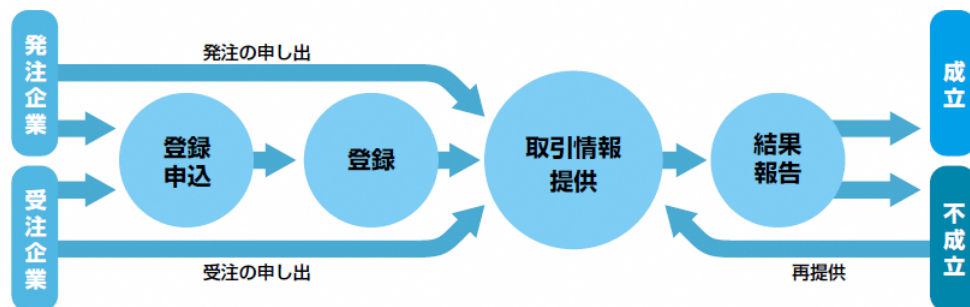 発注企業
発注の申し出
登録
申込
登録
取引情報
提供
結果
報告
成立
受注企業
受注の申し出
再提供
不成立